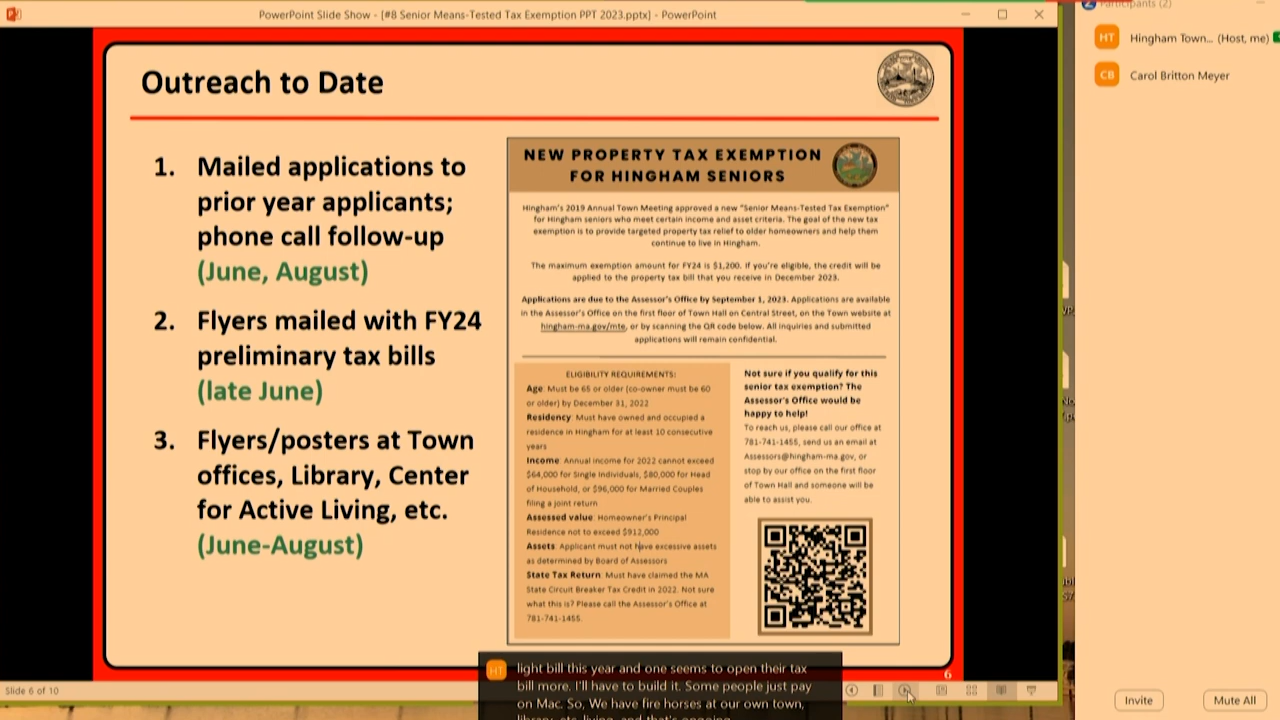 PowerPoint Slide Show - [#8 Senior Means-Tested Tax Exemption PPT 2023.pptx] - PowerPoint
Participants (2)
HT Hingham Town... (Host, me)
CB Carol Britton Meyer
Outreach to Date
1. Mailed applications to
prior year applicants;
phone call follow-up
(June, August)
2. Flyers mailed with FY24
preliminary tax bills
(late June)
3. Flyers/posters at Town
offices, Library, Center
for Active Living, etc.
(June-August)
NEW PROPERTY TAX EXEMPTION
FOR HINGHAM SENIORS
Hingham's 2019 Annual Town Meeting approved a new "Senior Means-Tested Tax Exemption"
for Hingham seniors who meet certain income and asset criteria. The goal of the new tax
exemption is to provide targeted property tax relief to older homeowners and help them
continue to live in Hingham.
The maximum exemption amount for FY24 is $1,200. If you're eligible, the credit will be
applied to the property tax bill that you receive in December 2023.
Applications are due to the Assessor's Office by September 1, 2023. Applications are available
in the Assessor's Office on the first floor of Town Hall on Central Street, on the Town website at
hingham-ma.gov/mte, or by scanning the QR code below. All inquiries and submitted
applications will remain confidential.
ELIGIBILITY REQUIREMENTS:
Age: Must be 65 or older (co-owner must be 60
or older) by December 31, 2022
Residency: Must have owned and occupied a
residence in Hingham for at least 10 consecutive
years
Income: Annual income for 2022 cannot exceed
$64,000 for Single Individuals, $80,000 for Head
of Household, or $96,000 for Married Couples
filing a joint return
Assessed value: Homeowner's Principal
Residence not to exceed $912,000
Assets: Applicant must not have excessive assets
as determined by Board of Assessors
State Tax Return: Must have claimed the MA
State Circuit Breaker Tax Credit in 2022. Not sure
what this is? Please call the Assessor's Office at
781-741-1455.
Not sure if you qualify for this
senior tax exemption? The
Assessor's Office would be
happy to help!
To reach us, please call our office at
781-741-1455, send us an email at
Assessors@hingham-ma.gov, or
stop by our office on the first floor
of Town Hall and someone will be
able to assist you.
6
HT light bill this year and one seems to open their tax
bill more. I'll have to build it. Some people just pay
on Mac. So, We have fire horses at our own town,
Slide 6 of 10
Invite
Mute All